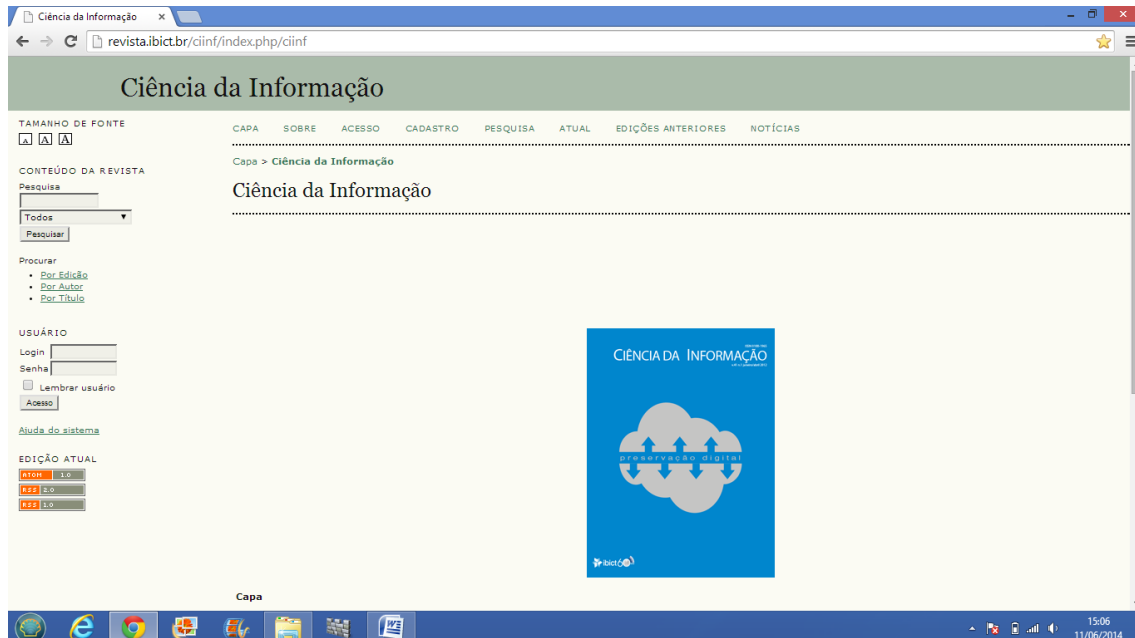 Ciência da Informação
revista.ibict.br/ciinf/index.php/ciinf
Ciência da Informação
TAMANHO DE FONTE
A A A
CONTEÚDO DA REVISTA
Pesquisa
Todos
Pesquisar
Procurar
Por Edição
Por Autor
Por Título
USUÁRIO
Login
Senha
Lembrar usuário
Acesso
Ajuda do sistema
EDIÇÃO ATUAL
ATOM 1.0
RSS 2.0
RSS 1.0
CAPA SOBRE ACESSO CADASTRO PESQUISA ATUAL EDIÇÕES ANTERIORES NOTÍCIAS
Capa > Ciência da Informação
Ciência da Informação
CIÊNCIA DA INFORMAÇÃO
preservação digital
ibict
Capa
15:06
11/06/2014